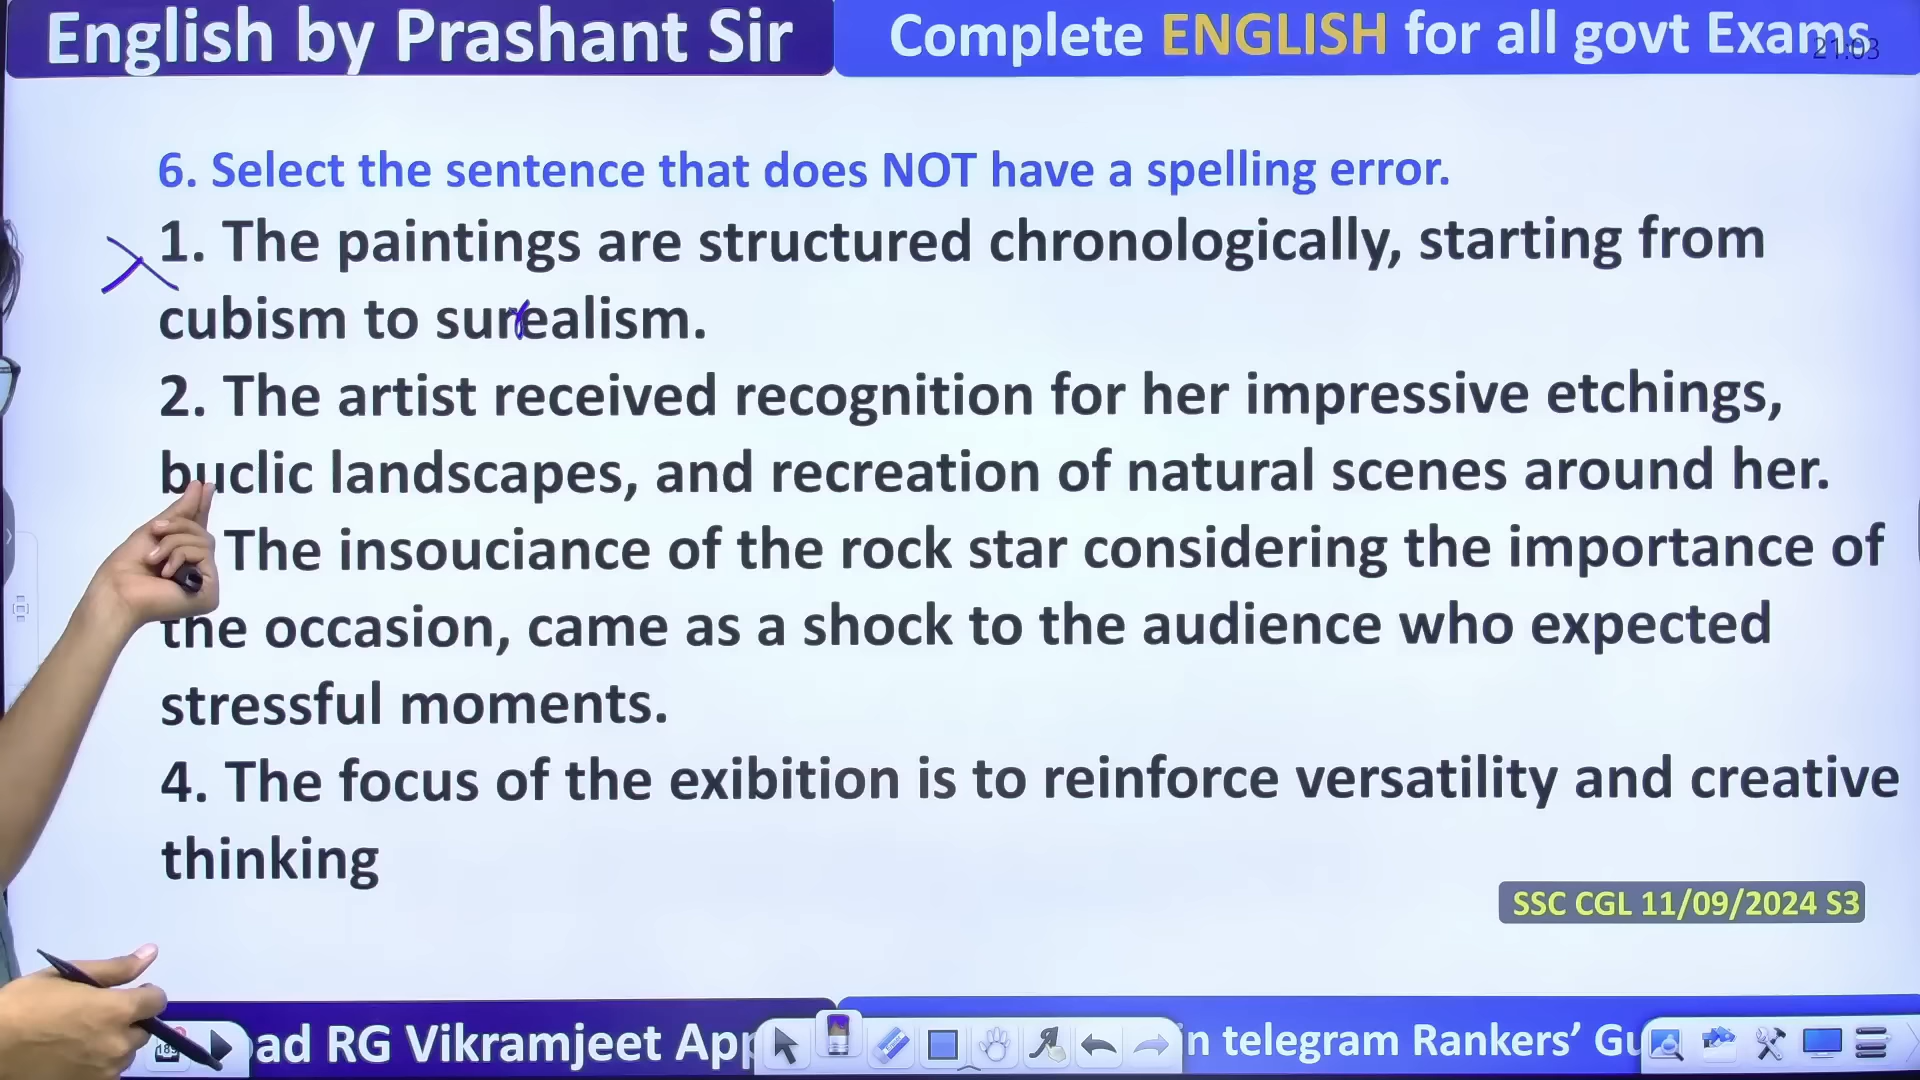 English by Prashant Sir
Complete ENGLISH for all govt Exams
21:03
6. Select the sentence that does NOT have a spelling error.
1. The paintings are structured chronologically, starting from
cubism to surealism.
2. The artist received recognition for her impressive etchings,
buclic landscapes, and recreation of natural scenes around her.
The insouciance of the rock star considering the importance of
the occasion, came as a shock to the audience who expected
stressful moments.
4. The focus of the exibition is to reinforce versatility and creative
thinking
SSC CGL 11/09/2024 S3
ad RG Vikramjeet App
in telegram Rankers’ Gu